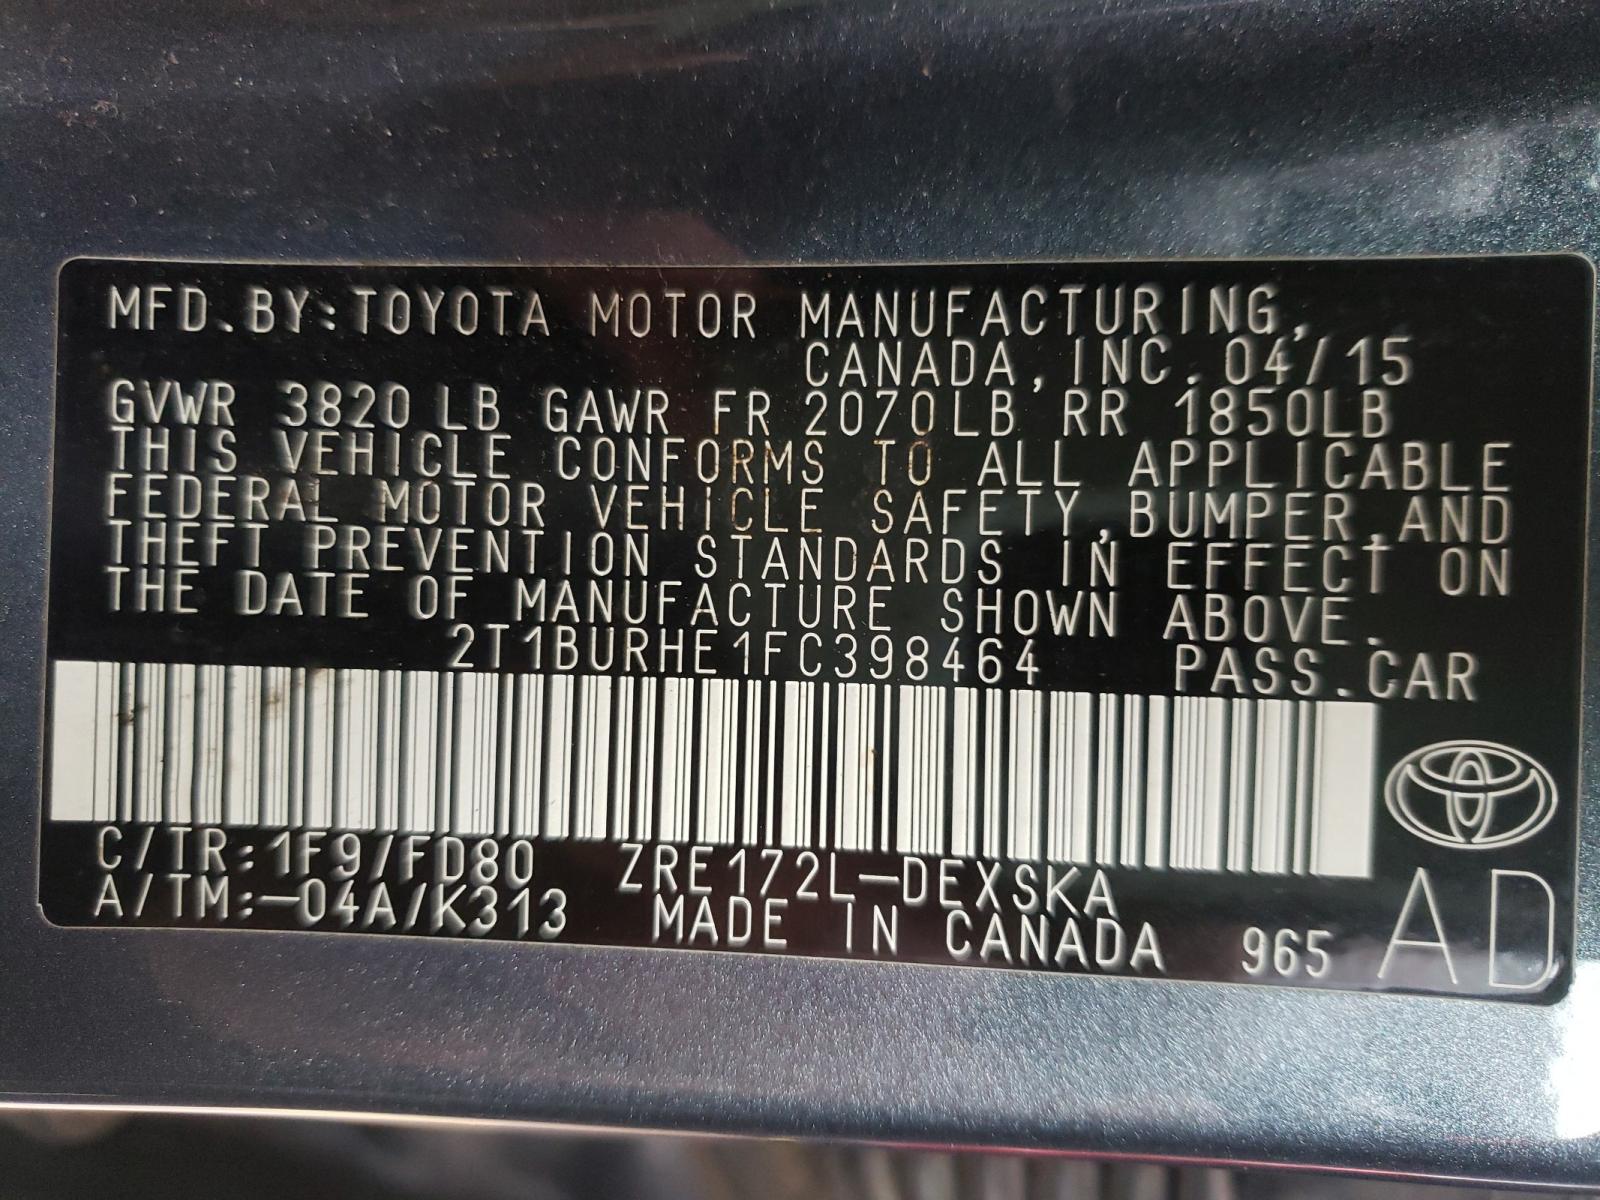 MFD.BY:TOYOTA MOTOR MANUFACTURING,
CANADA,INC.04/15
GVWR 3820 LB GAWR FR 2070LB RR 1850LB
THIS VEHICLE CONFORMS TO ALL APPLICABLE
FEDERAL MOTOR VEHICLE SAFETY,BUMPER,AND
THEFT PREVENTION STANDARDS IN EFFECT ON
THE DATE OF MANUFACTURE SHOWN ABOVE.
2T1BURHE1FC398464 PASS.CAR
C/TR:1F9/FD80 ZRE172L-DEXSKA
A/TM:-04A/K313 MADE IN CANADA 965 AD